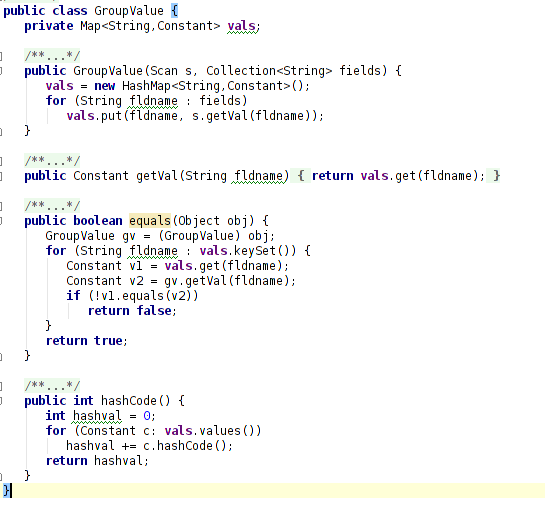 public class GroupValue {
    private Map<String,Constant> vals;
    /**...*/
    public GroupValue(Scan s, Collection<String> fields) {
        vals = new HashMap<String,Constant>();
        for (String fldname : fields)
            vals.put(fldname, s.getVal(fldname));
    }
    /**...*/
    public Constant getVal(String fldname) { return vals.get(fldname); }
    /**...*/
    public boolean equals(Object obj) {
        GroupValue gv = (GroupValue) obj;
        for (String fldname : vals.keySet()) {
            Constant v1 = vals.get(fldname);
            Constant v2 = gv.getVal(fldname);
            if (!v1.equals(v2))
                return false;
        }
        return true;
    }
    /**...*/
    public int hashCode() {
        int hashval = 0;
        for (Constant c: vals.values())
            hashval += c.hashCode();
        return hashval;
    }
}